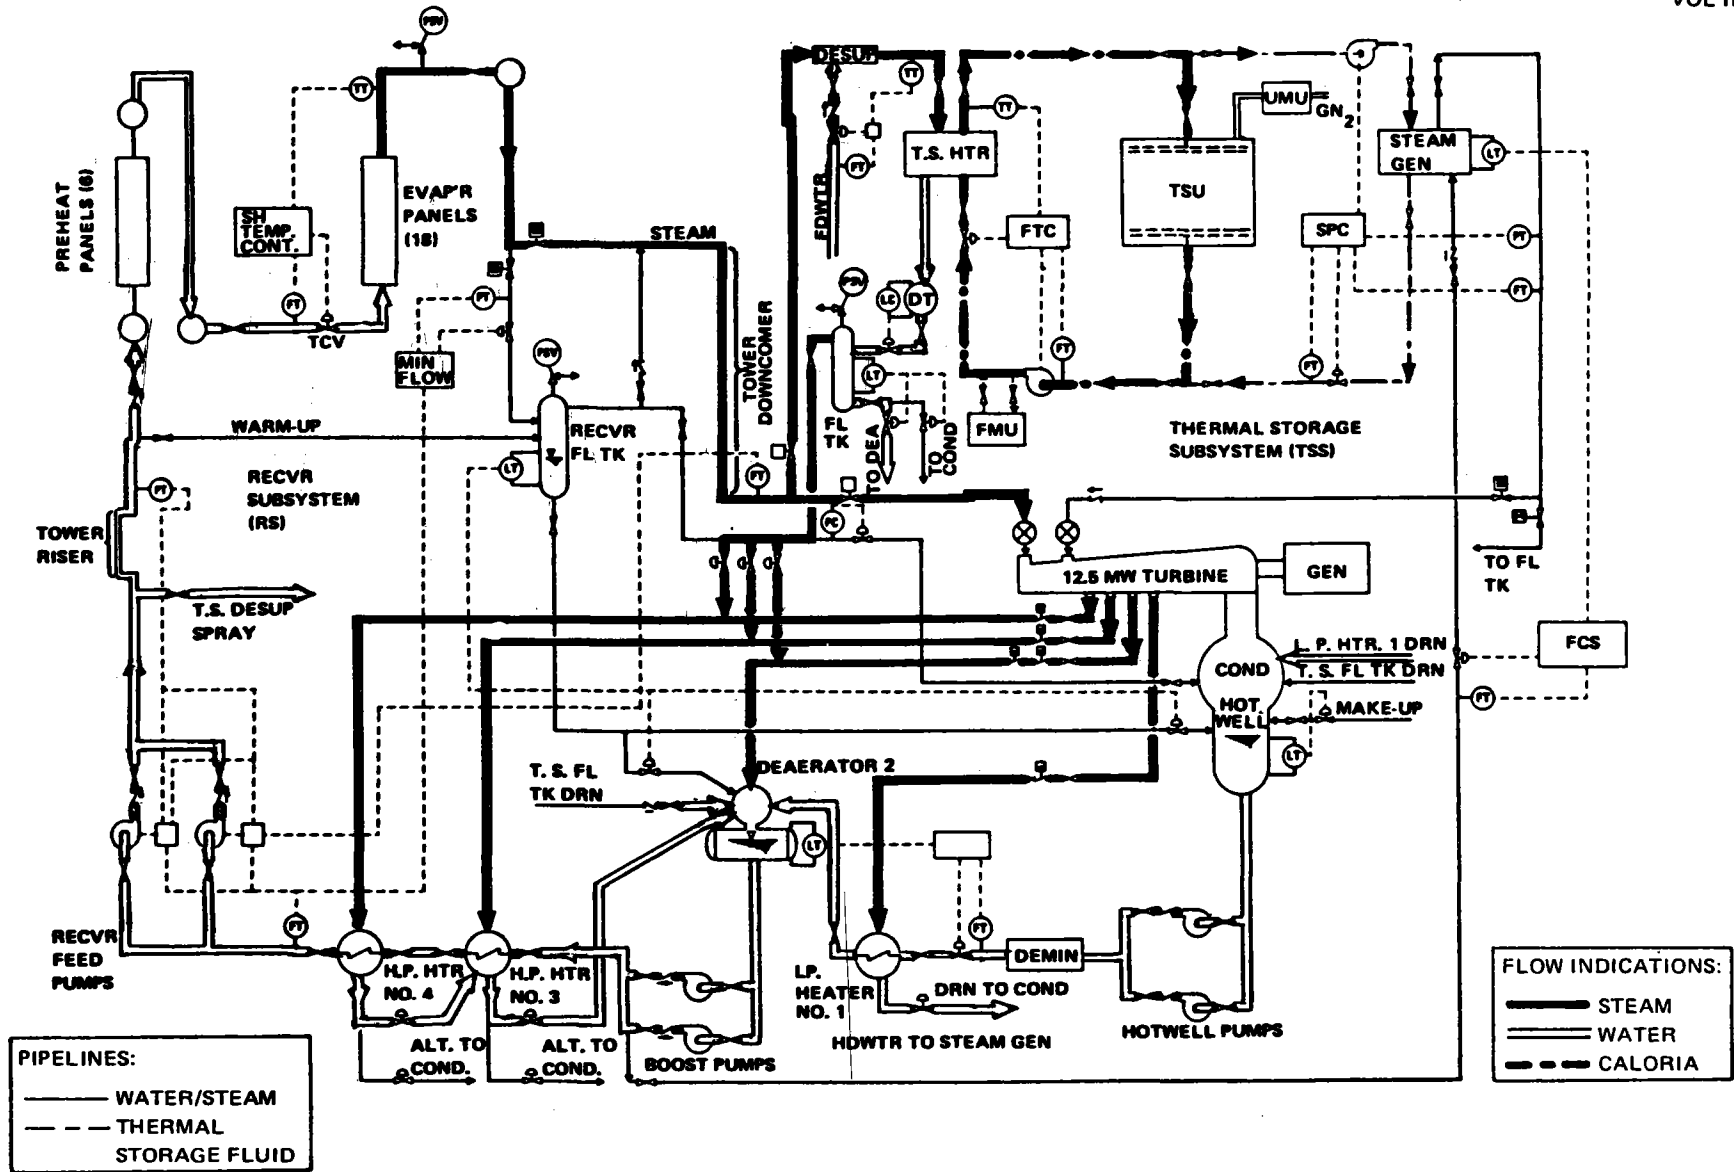 VOL II
PSV
DESUP
TT
TT
TT
UMU
GN2
PREHEAT
PANELS (6)
T.S. HTR
STEAM
GEN
LT
FT
FDWTR
TSU
EVAP'R
PANELS
(18)
SH
TEMP.
CONT.
STEAM
FTC
SPC
PT
FT
PSV
LC
DT
FT
FT
TCV
MIN
FLOW
PSV
TOWER
DOWNCOMER
LT
FT
FT
FL
TK
TO DEA
TO
COND
FMU
THERMAL STORAGE
SUBSYSTEM (TSS)
WARM-UP
RECVR
FL TK
LT
RECVR
SUBSYSTEM
(RS)
PT
PT
TOWER
RISER
PC
12.5 MW TURBINE
GEN
TO FL
TK
T.S. DESUP
SPRAY
FCS
COND
L. P. HTR. 1 DRN
T. S. FL TK DRN
HOT
WELL
MAKE-UP
FT
LT
T. S. FL
TK DRN
DEAERATOR 2
LT
FT
FT
RECVR
FEED
PUMPS
H.P. HTR
NO. 4
H.P. HTR
NO. 3
LP.
HEATER
NO. 1
DEMIN
DRN TO COND
HOTWELL PUMPS
ALT. TO
COND.
ALT. TO
COND.
BOOST PUMPS
HDWTR TO STEAM GEN
PIPELINES:
WATER/STEAM
THERMAL
STORAGE FLUID
FLOW INDICATIONS:
STEAM
WATER
CALORIA